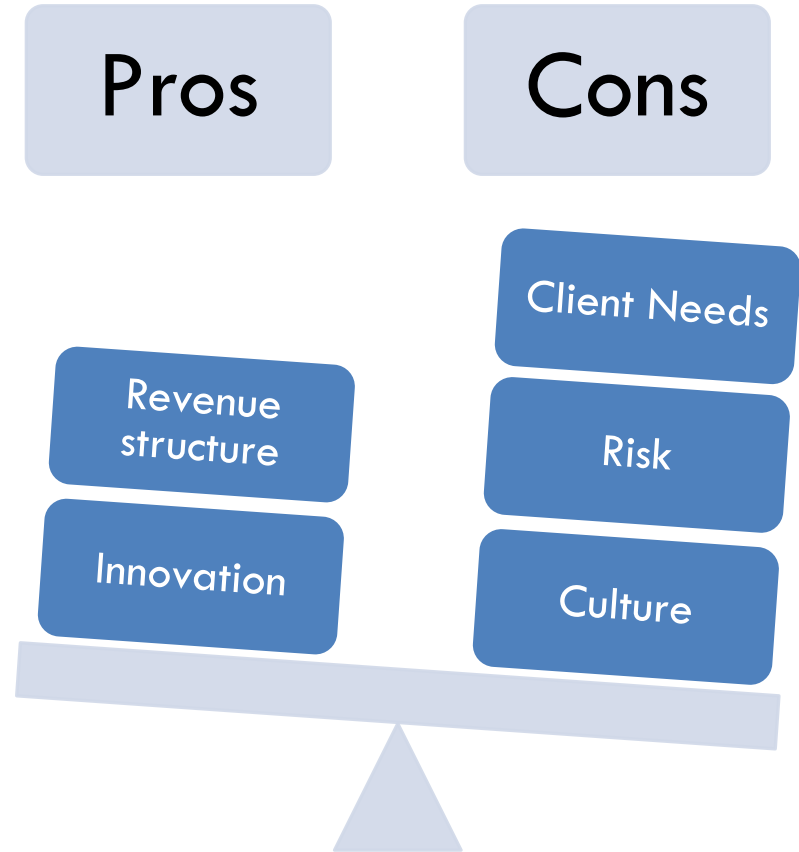 Pros
Cons
Revenue
structure
Innovation
Client Needs
Risk
Culture